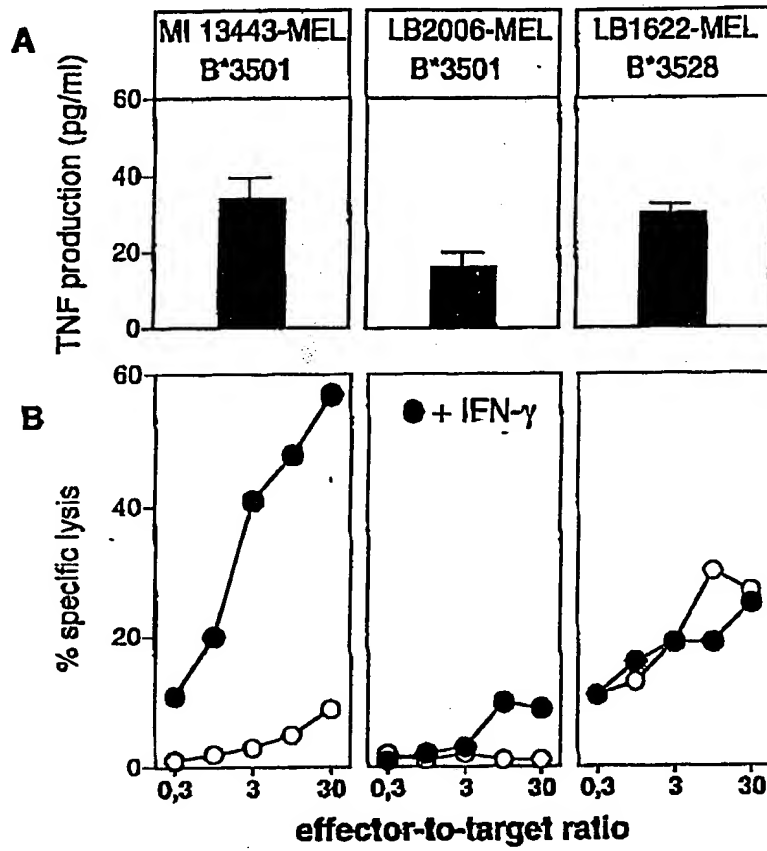 A
MI 13443-MEL
B*3501
LB2006-MEL
B*3501
LB1622-MEL
B*3528
TNF production (pg/ml)
60
40
20
0
B
% specific lysis
60
40
20
0
+ IFN-γ
0,3 3 30
0,3 3 30
0,3 3 30
effector-to-target ratio